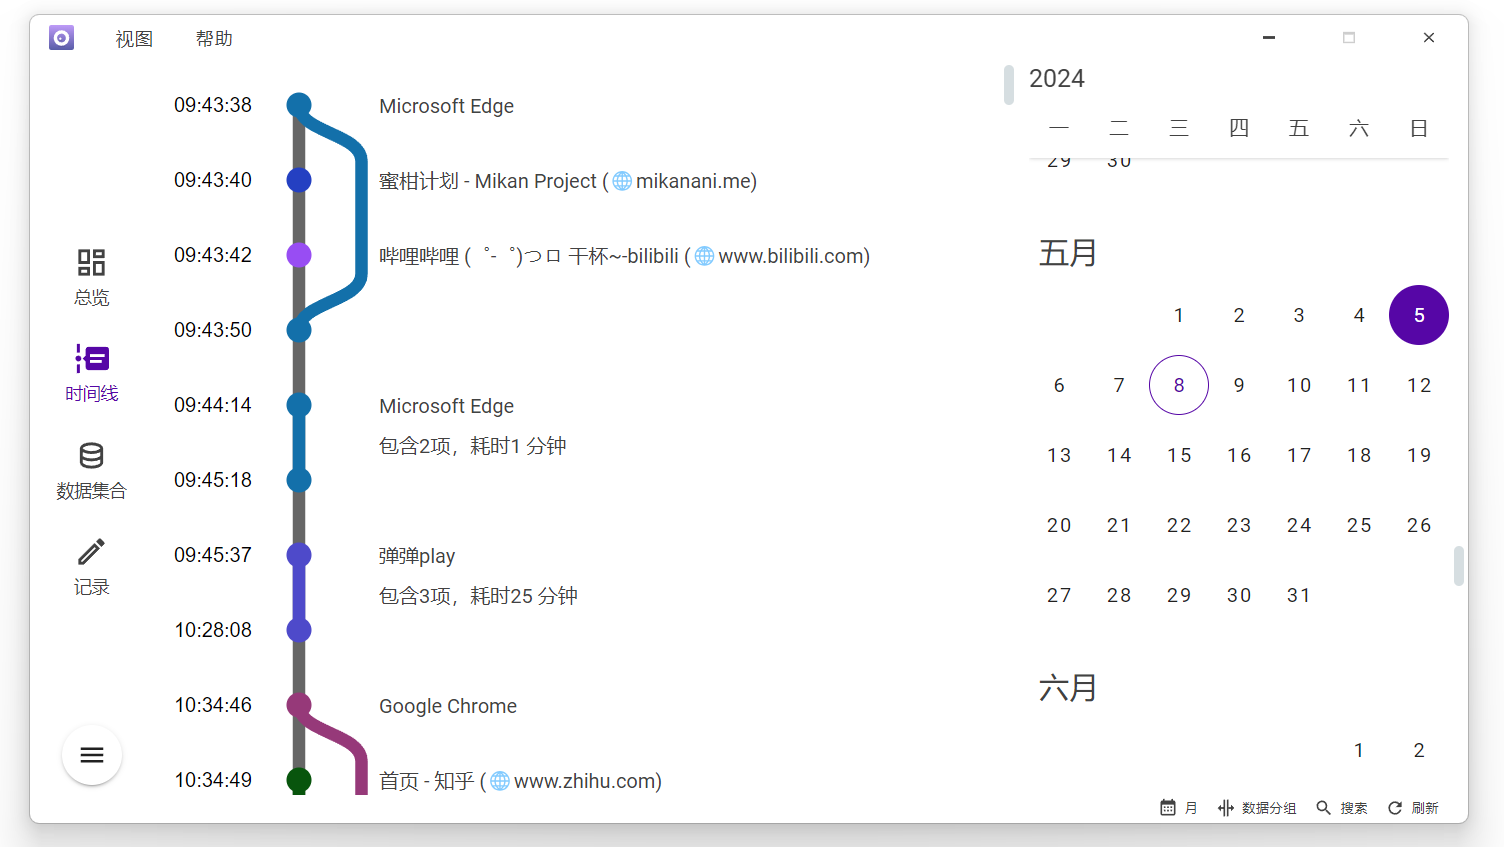 视图 帮助
09:43:38 Microsoft Edge
09:43:40 蜜柑计划 - Mikan Project (🌐mikanani.me)
09:43:42 哔哩哔哩 (゜-゜)つロ 干杯~-bilibili (🌐www.bilibili.com)
09:43:50
09:44:14 Microsoft Edge
包含2项，耗时1 分钟
09:45:18
09:45:37 弹弹play
包含3项，耗时25 分钟
10:28:08
10:34:46 Google Chrome
10:34:49 首页 - 知乎 (🌐www.zhihu.com)
总览
时间线
数据集合
记录
2024
一 二 三 四 五 六 日
29 30
五月
1 2 3 4 5
6 7 8 9 10 11 12
13 14 15 16 17 18 19
20 21 22 23 24 25 26
27 28 29 30 31
六月
1 2
月 数据分组 搜索 刷新